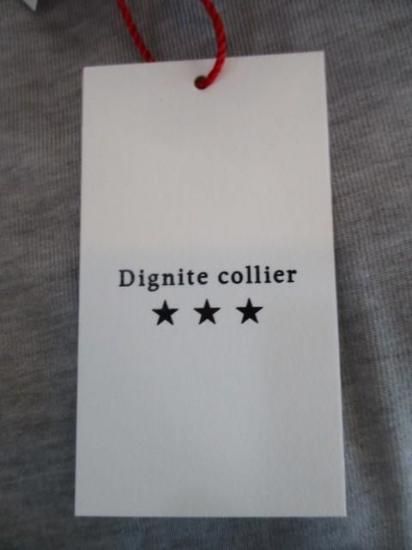 Dignite collier
★ ★ ★